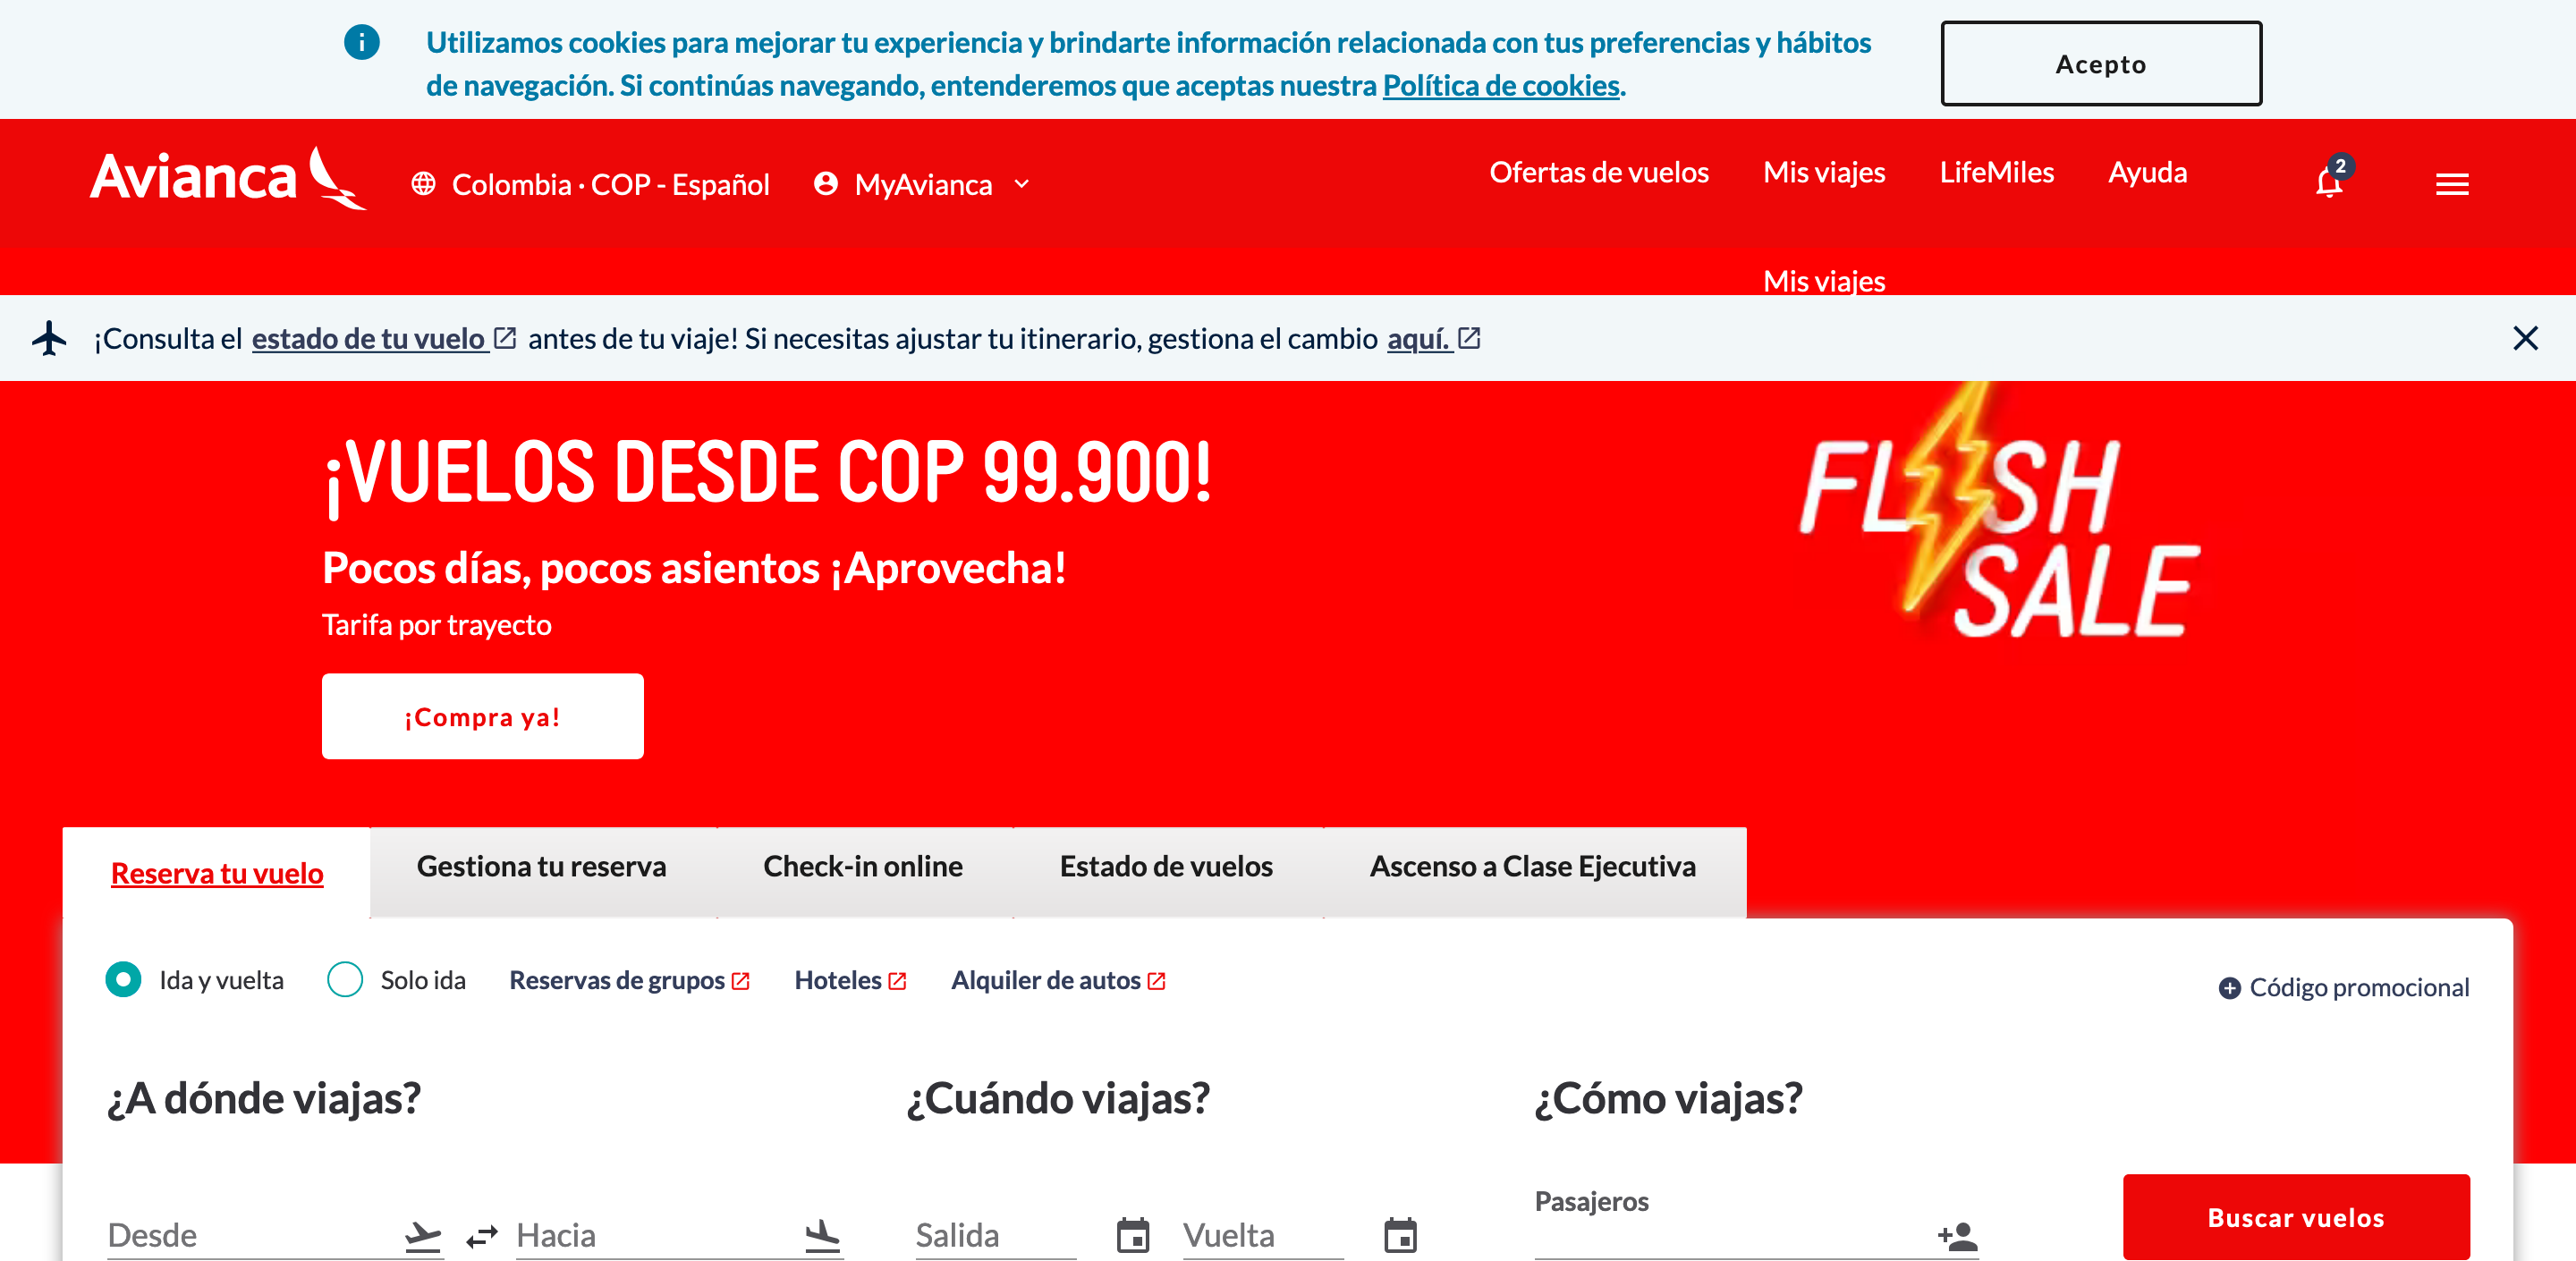 Utilizamos cookies para mejorar tu experiencia y brindarte información relacionada con tus preferencias y hábitos
de navegación. Si continúas navegando, entenderemos que aceptas nuestra Política de cookies.
Acepto
Avianca
Colombia · COP - Español
MyAvianca
Ofertas de vuelos
Mis viajes
LifeMiles
Ayuda
2
Mis viajes
¡Consulta el estado de tu vuelo antes de tu viaje! Si necesitas ajustar tu itinerario, gestiona el cambio aquí.
¡VUELOS DESDE COP 99.900!
Pocos días, pocos asientos ¡Aprovecha!
Tarifa por trayecto
¡Compra ya!
FLASH
SALE
Reserva tu vuelo
Gestiona tu reserva
Check-in online
Estado de vuelos
Ascenso a Clase Ejecutiva
Ida y vuelta
Solo ida
Reservas de grupos
Hoteles
Alquiler de autos
Código promocional
¿A dónde viajas?
¿Cuándo viajas?
¿Cómo viajas?
Desde
Hacia
Salida
Vuelta
Pasajeros
Buscar vuelos